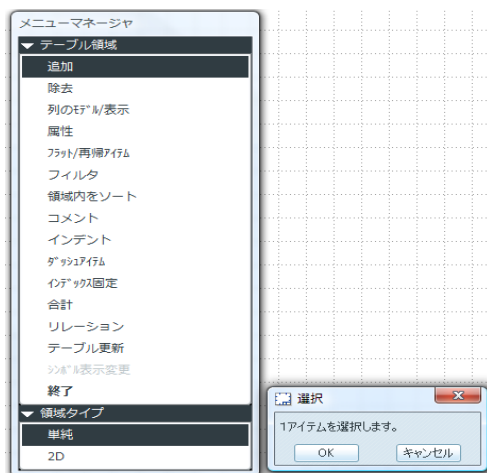 メニューマネージャ
テーブル領域
追加
除去
列のﾓﾃﾞﾙ/表示
属性
ﾌﾗｯﾄ/再帰ｱｲﾃﾑ
フィルタ
領域内をソート
コメント
インデント
ﾀﾞｯｼｭｱｲﾃﾑ
ｲﾝﾃﾞｯｸｽ固定
合計
リレーション
テーブル更新
ｼﾝﾎﾞﾙ表示変更
終了
領域タイプ
単純
2D
選択
1アイテムを選択します。
OK
キャンセル